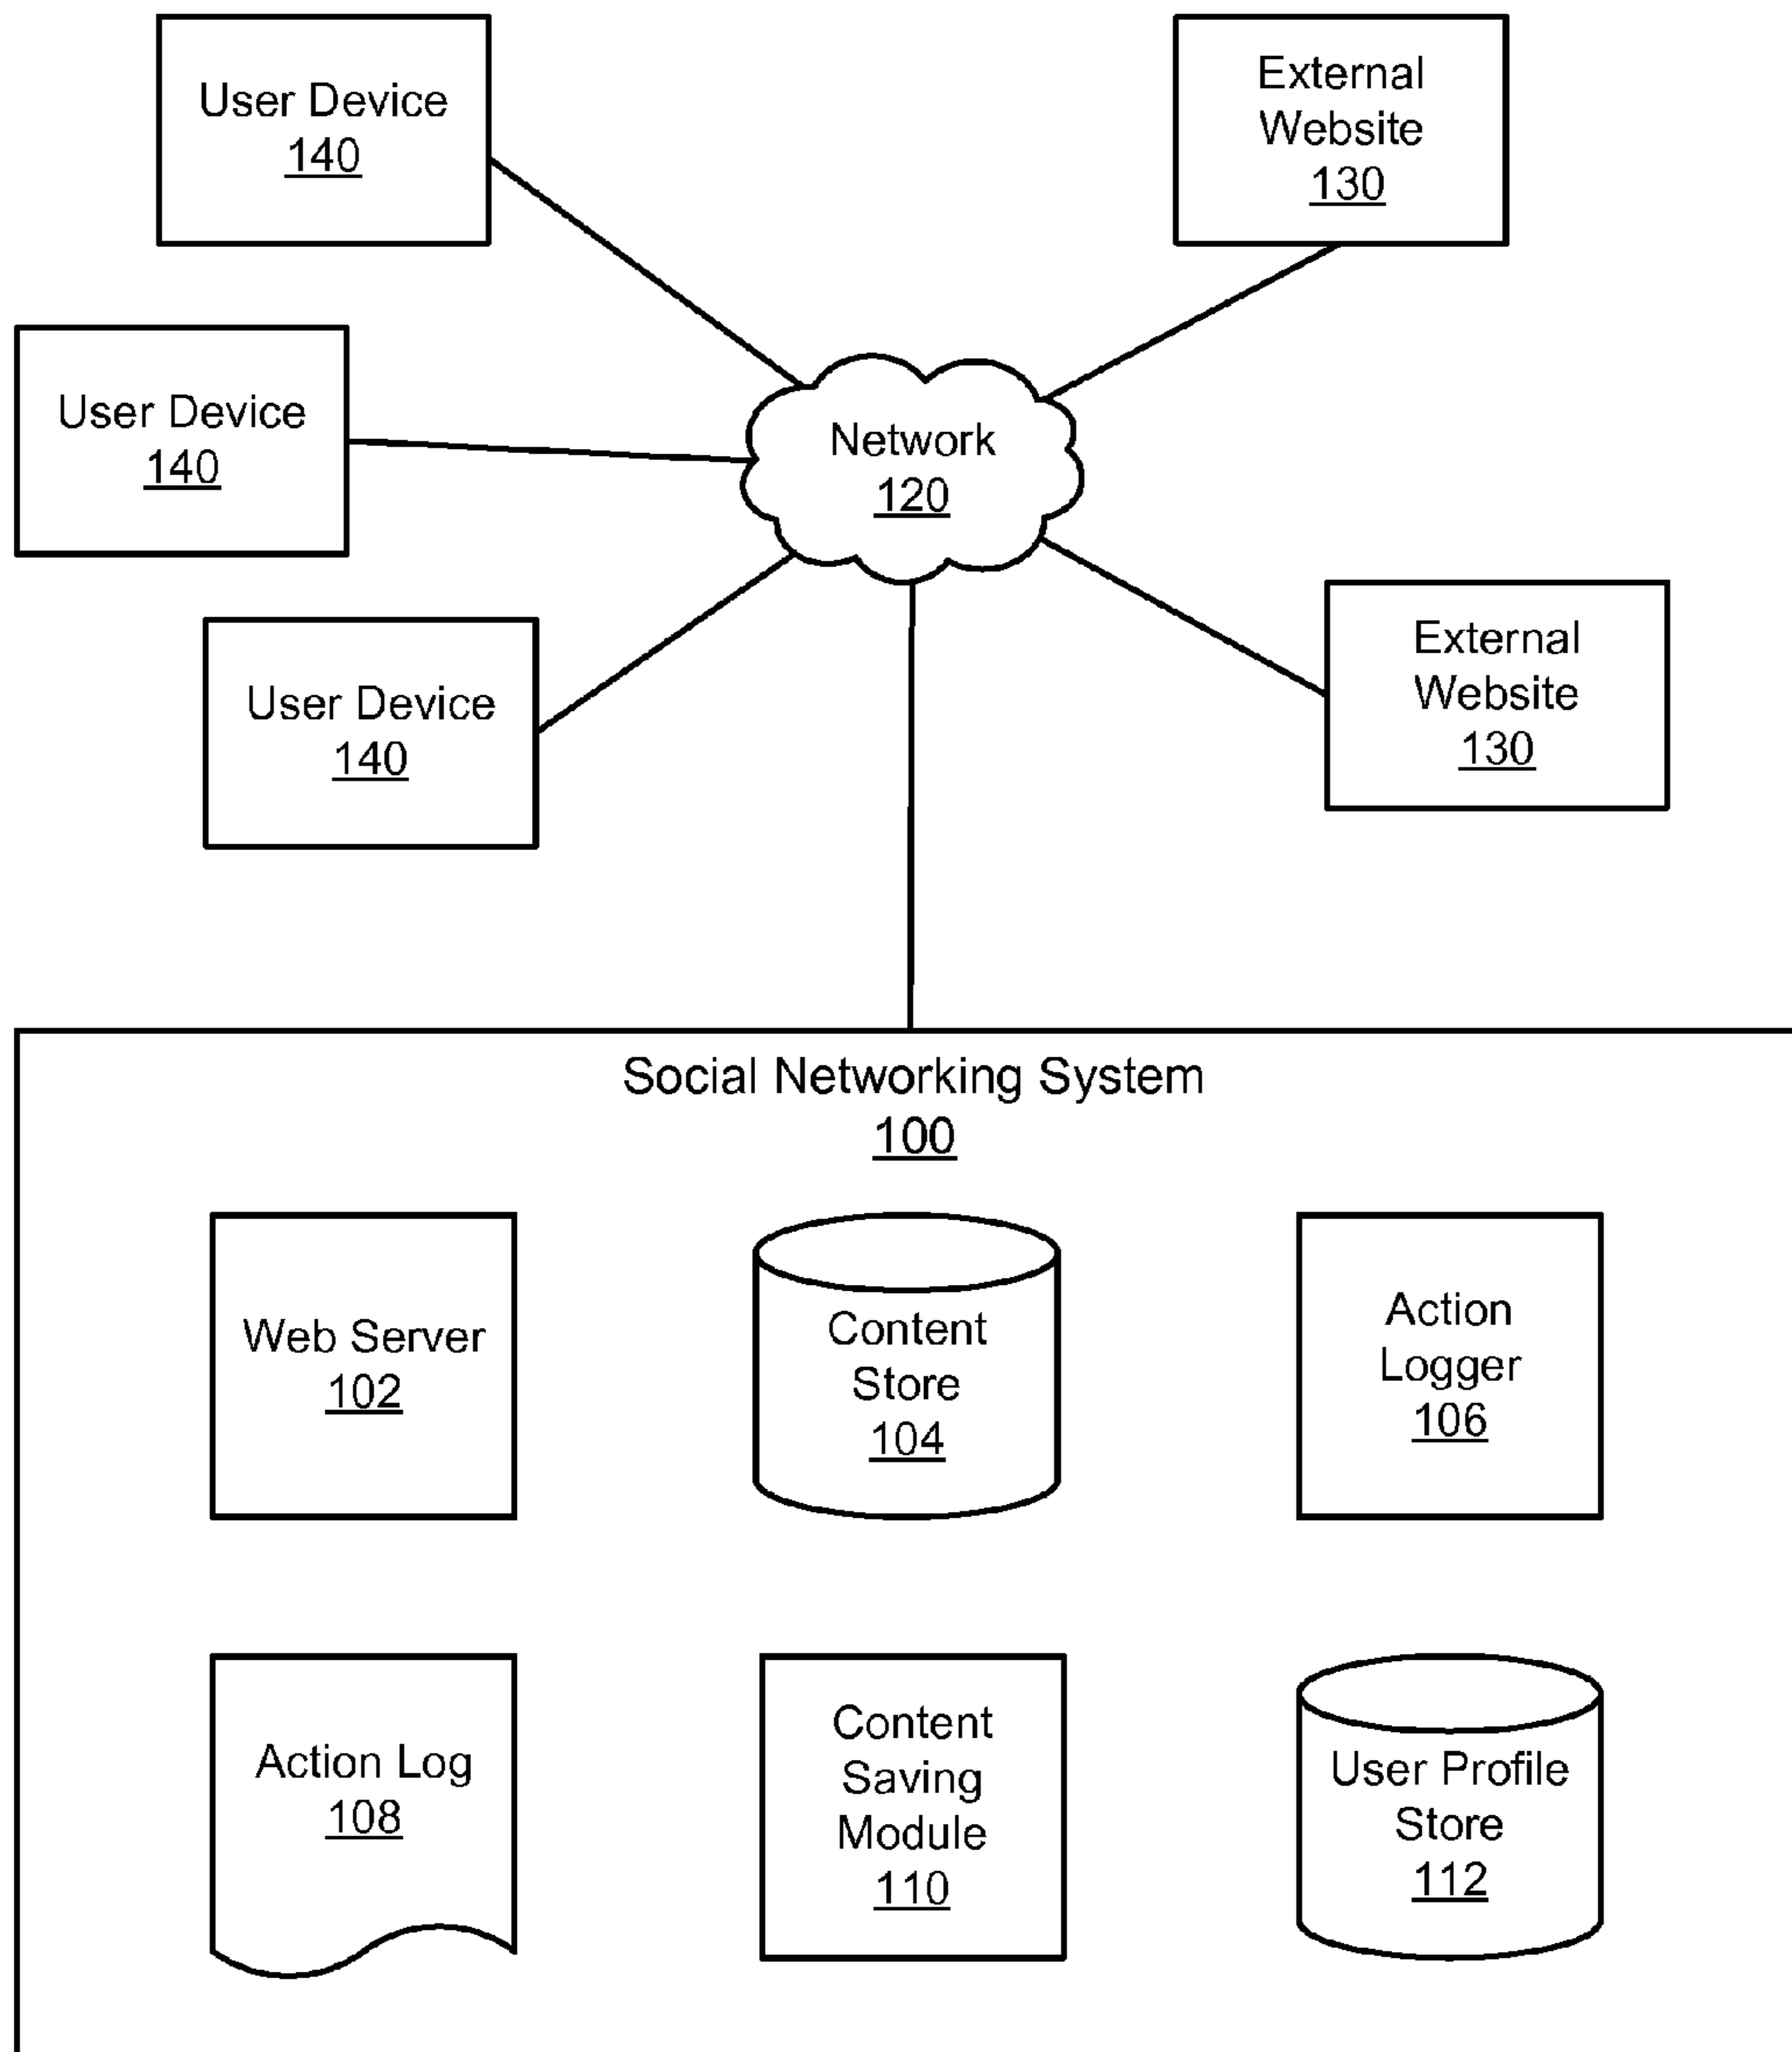 User Device
140
External
Website
130
User Device
140
Network
120
User Device
140
External
Website
130
Social Networking System
100
Web Server
102
Content
Store
104
Action
Logger
106
Action Log
108
Content
Saving
Module
110
User Profile
Store
112